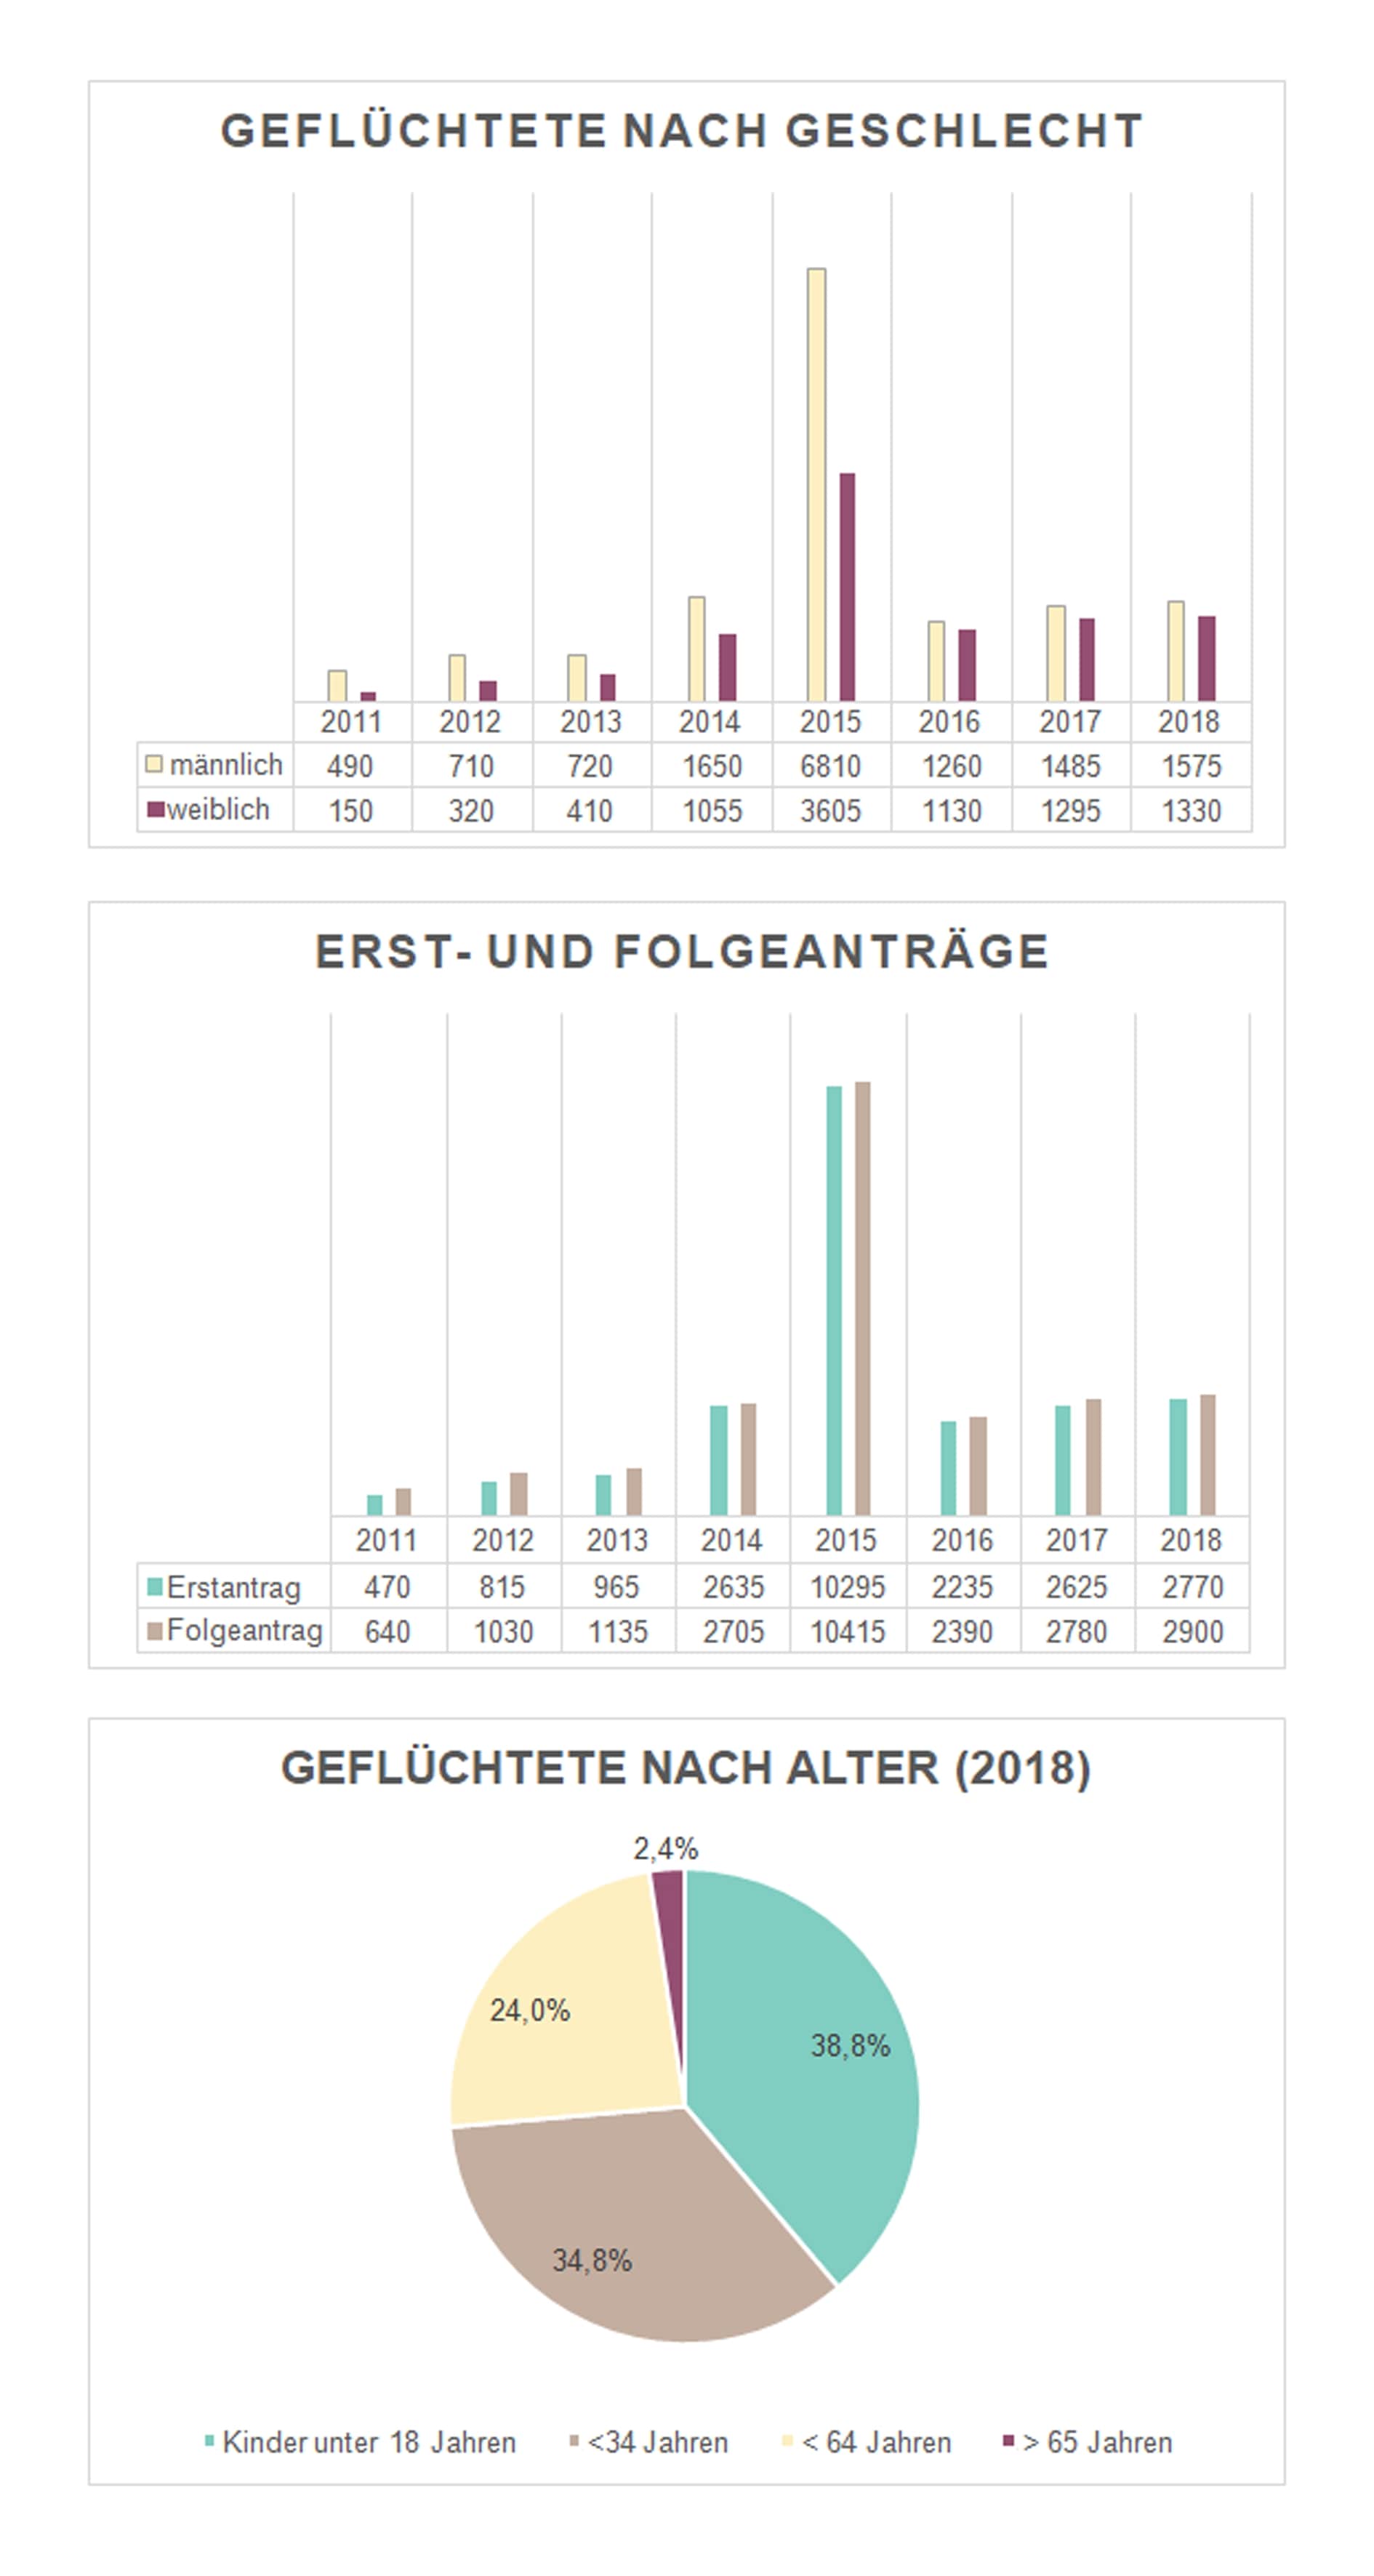 GEFLÜCHTETE NACH GESCHLECHT
2011 2012 2013 2014 2015 2016 2017 2018
männlich 490 710 720 1650 6810 1260 1485 1575
weiblich 150 320 410 1055 3605 1130 1295 1330
ERST- UND FOLGEANTRÄGE
2011 2012 2013 2014 2015 2016 2017 2018
Erstantrag 470 815 965 2635 10295 2235 2625 2770
Folgeantrag 640 1030 1135 2705 10415 2390 2780 2900
GEFLÜCHTETE NACH ALTER (2018)
2,4%
24,0%
38,8%
34,8%
Kinder unter 18 Jahren <34 Jahren < 64 Jahren > 65 Jahren